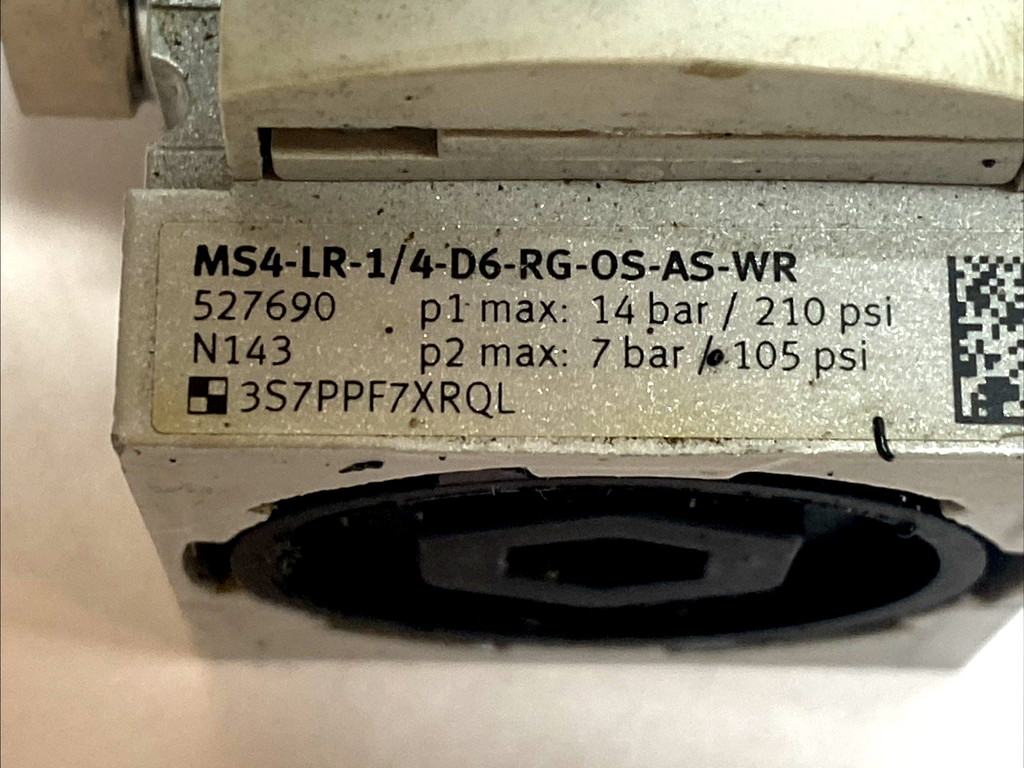 MS4-LR-1/4-D6-RG-OS-AS-WR
527690 p1 max: 14 bar / 210 psi
N143 p2 max: 7 bar / 105 psi
3S7PPF7XRQL